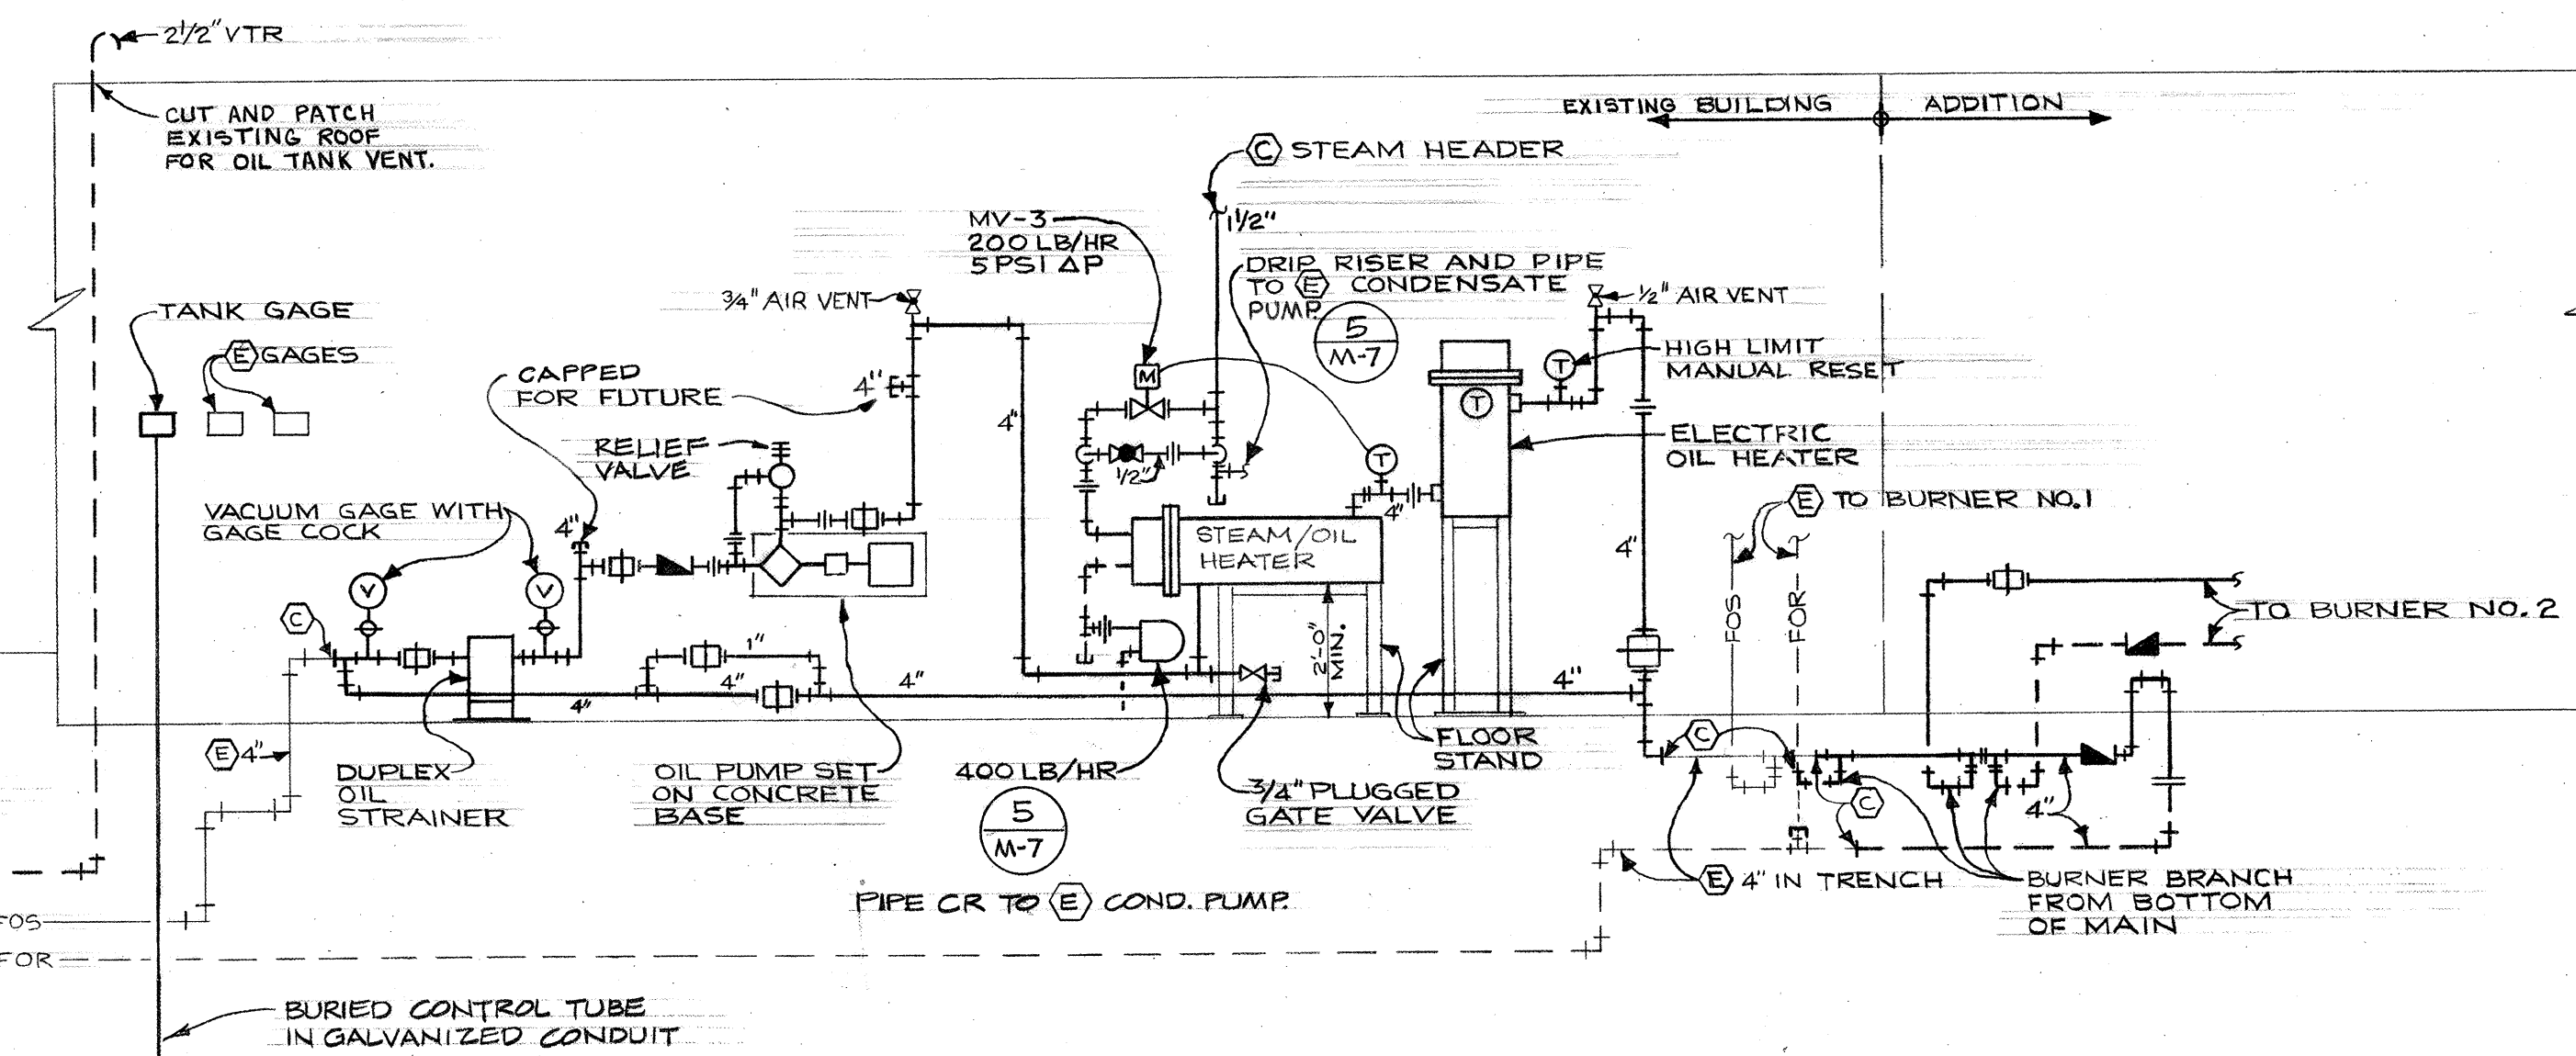 2½" VTR
CUT AND PATCH
EXISTING ROOF
FOR OIL TANK VENT.
EXISTING BUILDING
ADDITION
C STEAM HEADER
1½"
MV-3
200 LB/HR
5 PSI ΔP
DRIP RISER AND PIPE
TO E CONDENSATE
PUMP.
5
M-7
¾" AIR VENT
½" AIR VENT
TANK GAGE
E GAGES
CAPPED
FOR FUTURE
4"
4"
M
HIGH LIMIT
MANUAL RESET
T
T
RELIEF
VALVE
½"
T
4"
ELECTRIC
OIL HEATER
VACUUM GAGE WITH
GAGE COCK
4"
STEAM/OIL
HEATER
4"
E TO BURNER NO. 1
FOS
FOR
V
V
C
1"
4"
4"
4"
4"
2'-0"
MIN.
TO BURNER NO. 2
E 4"
DUPLEX
OIL
STRAINER
OIL PUMP SET
ON CONCRETE
BASE
400 LB/HR
5
M-7
¾" PLUGGED
GATE VALVE
FLOOR
STAND
C
C
4"
E 4" IN TRENCH
BURNER BRANCH
FROM BOTTOM
OF MAIN
PIPE CR TO E COND. PUMP.
FOS
FOR
BURIED CONTROL TUBE
IN GALVANIZED CONDUIT